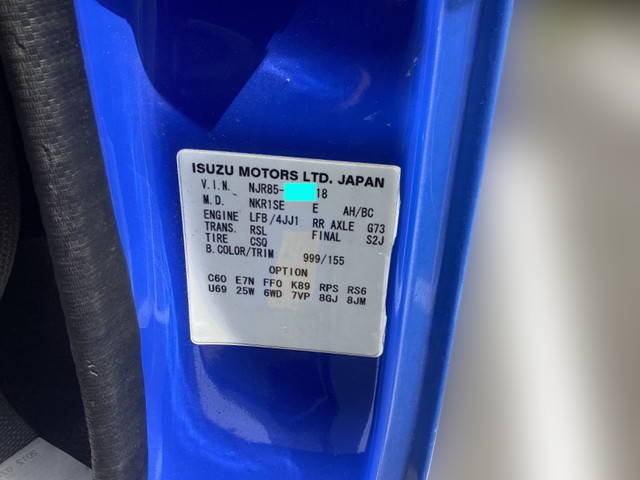 ISUZU MOTORS LTD. JAPAN
V.I.N. NJR85- 18
M.D. NKR1SE E AH/BC
ENGINE LFB/4JJ1 RR AXLE G73
TRANS. RSL FINAL S2J
TIRE CSQ
B.COLOR/TRIM 999/155
OPTION
C60 E7N FF0 K89 RPS RS6
U69 25W 6WD 7VP 8GJ 8JM